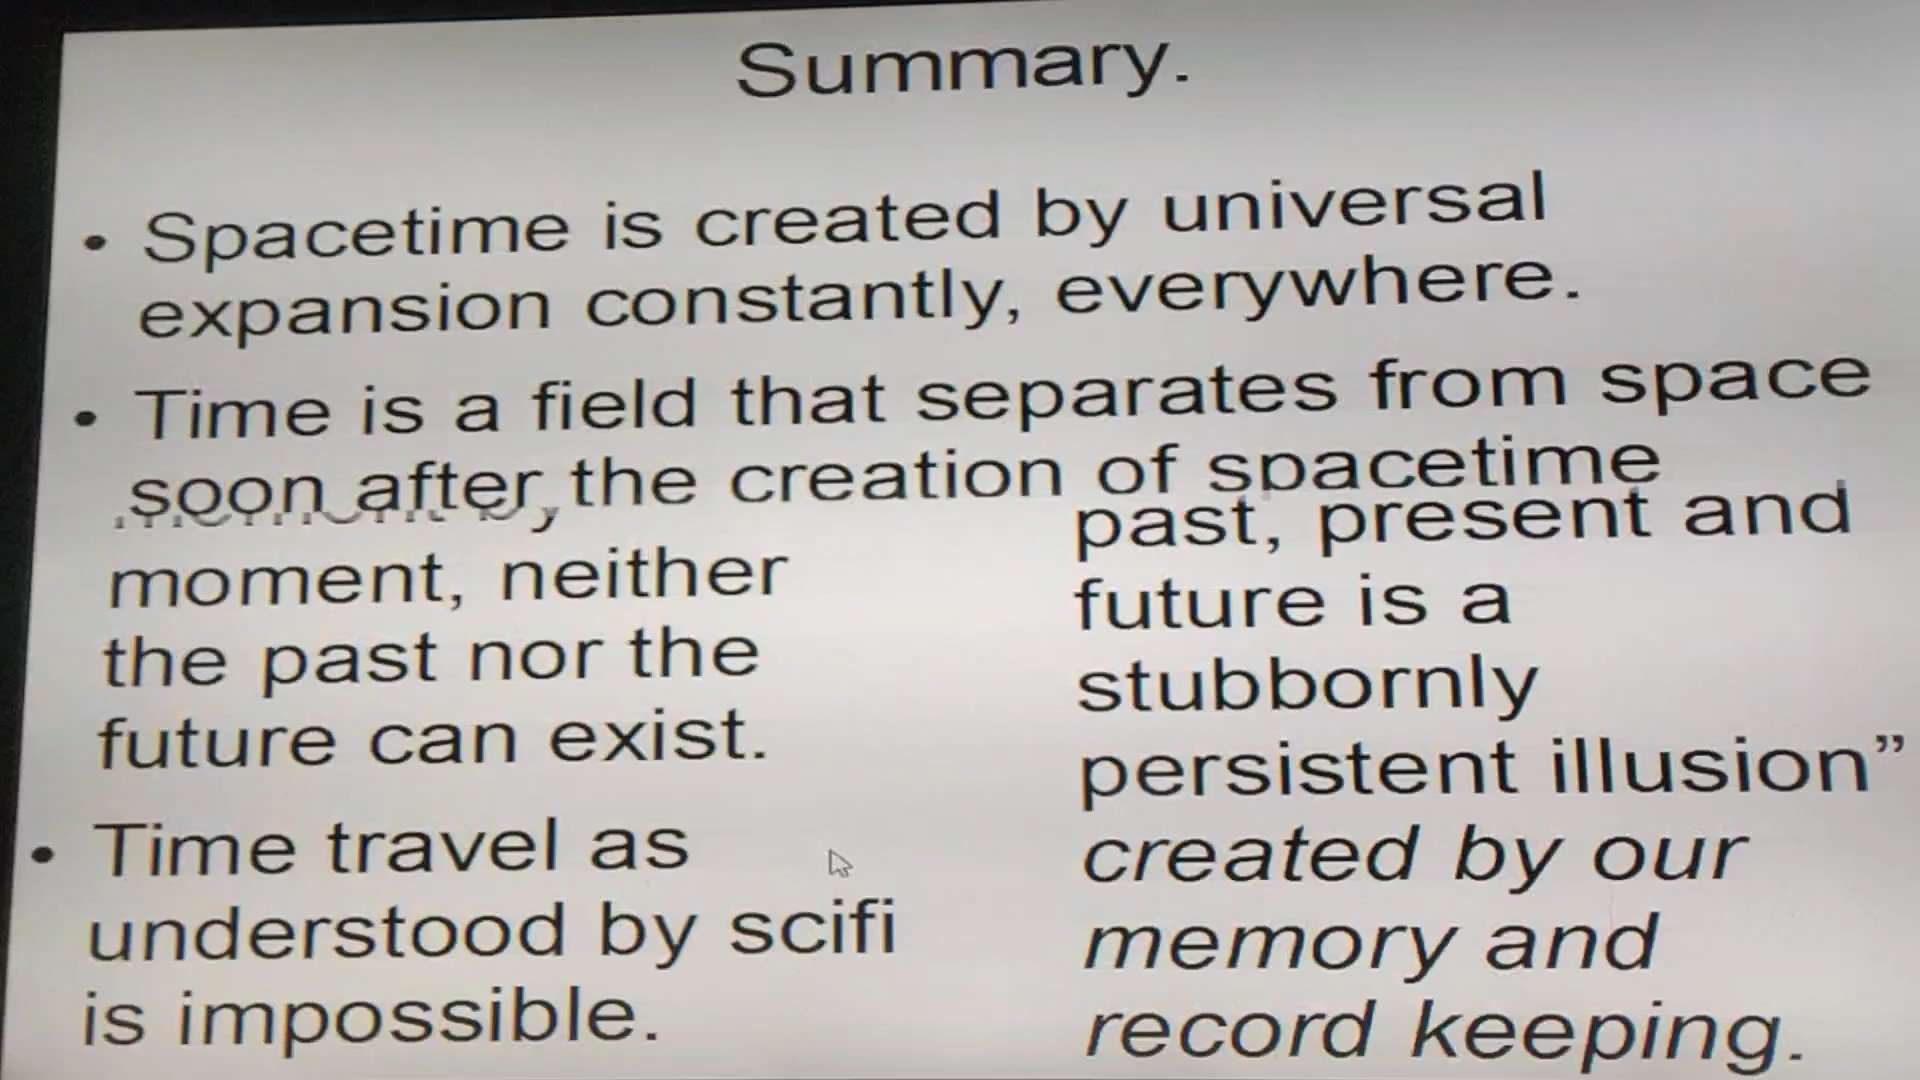 Summary.
• Spacetime is created by universal
expansion constantly, everywhere.
• Time is a field that separates from space
soon after the creation of spacetime
moment, neither
the past nor the
future can exist.
• Time travel as
understood by scifi
is impossible.
past, present and
future is a
stubbornly
persistent illusion”
created by our
memory and
record keeping.